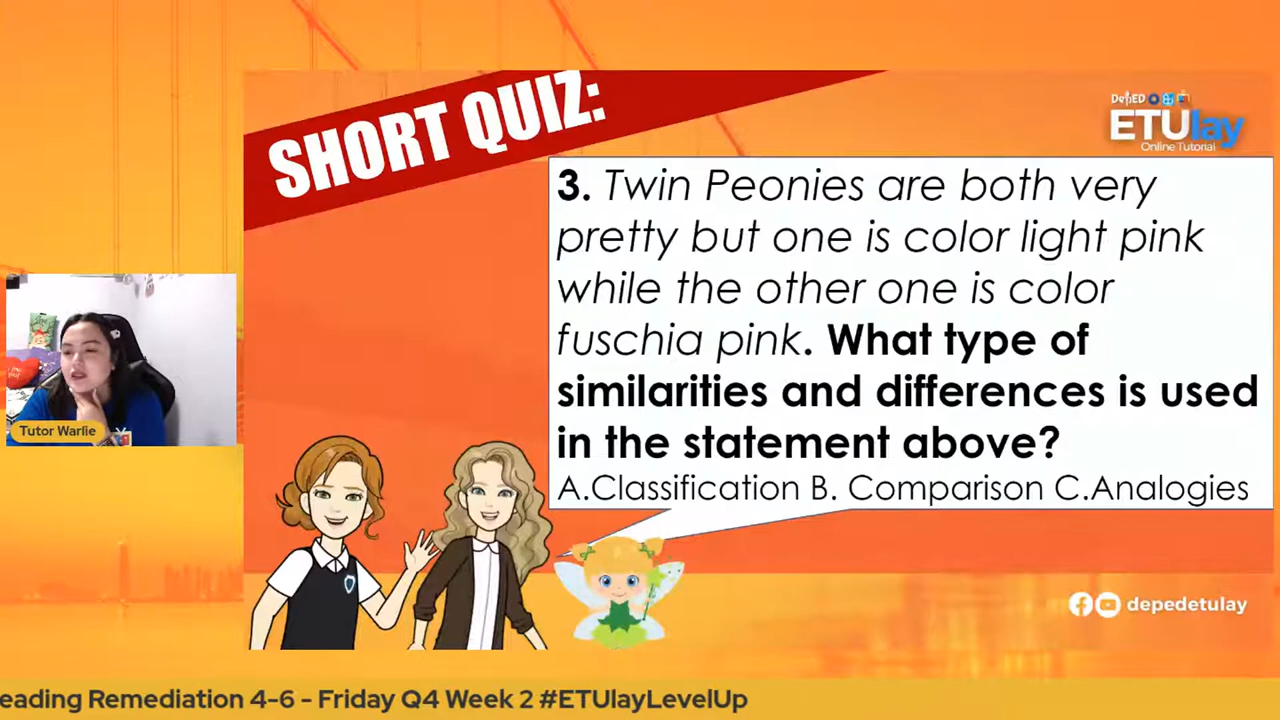 SHORT QUIZ:
DepED
ETUlay
Online Tutorial
3. Twin Peonies are both very
pretty but one is color light pink
while the other one is color
fuschia pink. What type of
similarities and differences is used
in the statement above?
A.Classification B. Comparison C.Analogies
Tutor Warlie
depedetulay
eading Remediation 4-6 - Friday Q4 Week 2 #ETUlayLevelUp